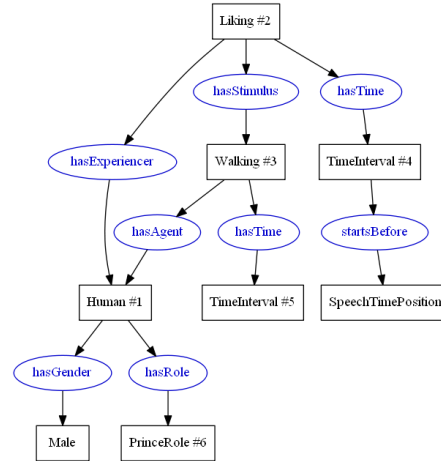 Liking #2
hasStimulus
hasTime
hasExperiencer
Walking #3
TimeInterval #4
hasAgent
hasTime
startsBefore
Human #1
TimeInterval #5
SpeechTimePosition
hasGender
hasRole
Male
PrinceRole #6